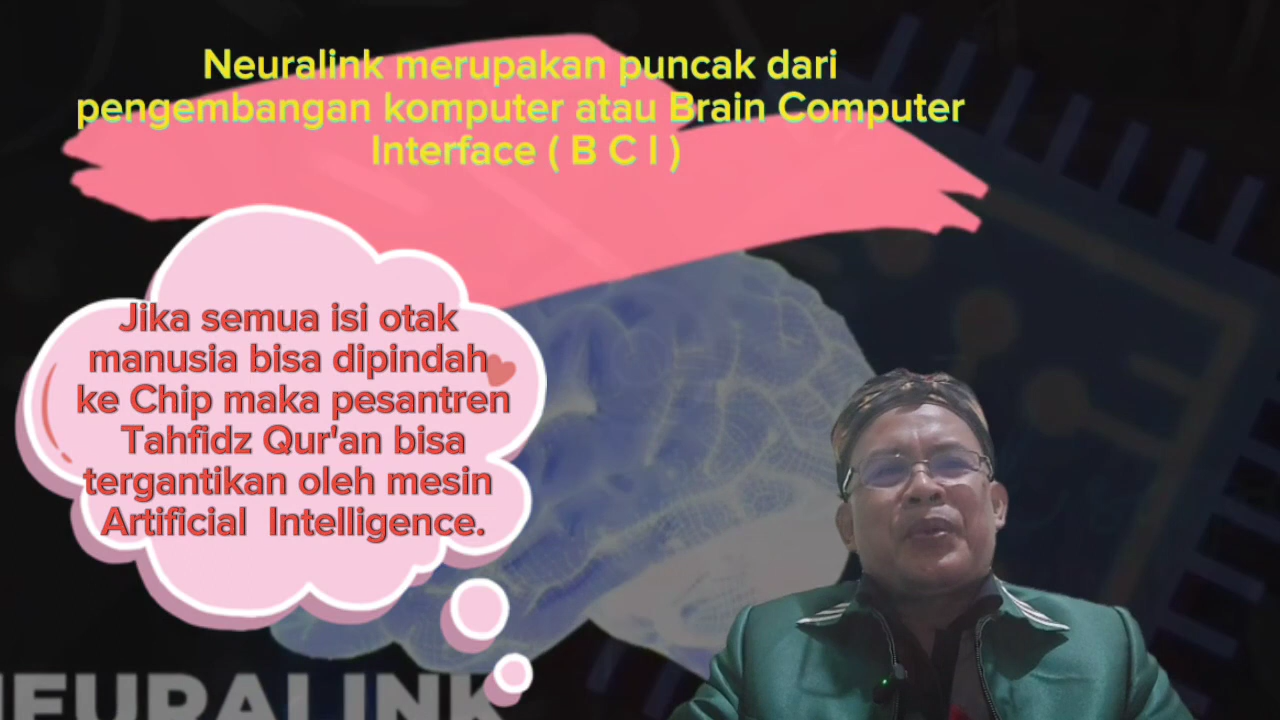 Neuralink merupakan puncak dari
pengembangan komputer atau Brain Computer
Interface ( B C I )
Jika semua isi otak
manusia bisa dipindah
ke Chip maka pesantren
Tahfidz Qur'an bisa
tergantikan oleh mesin
Artificial Intelligence.
NEURALINK